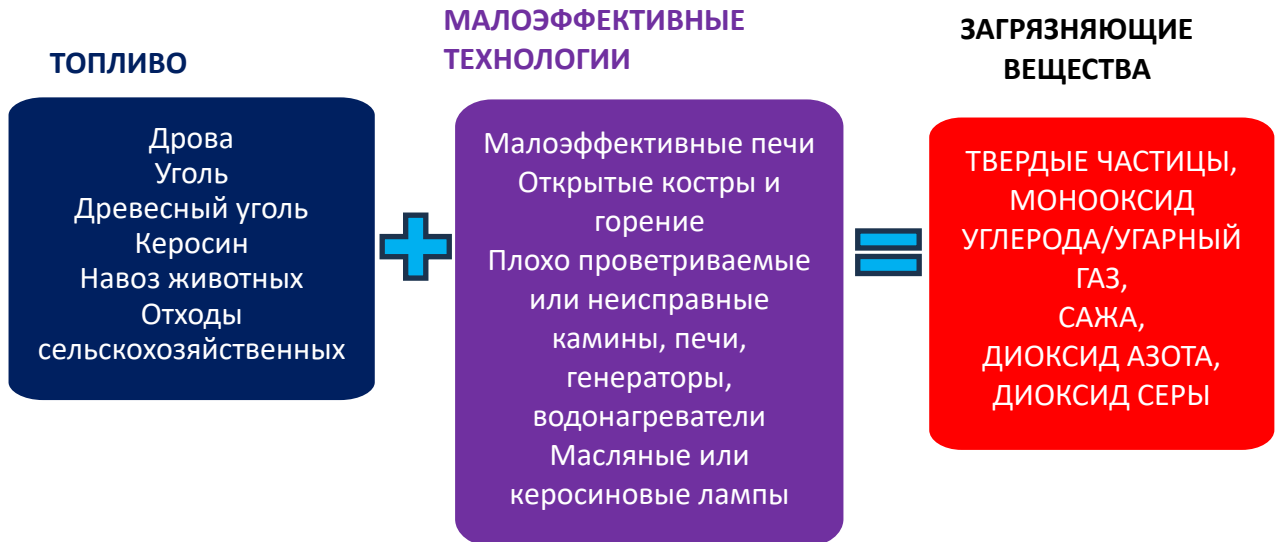 ТОПЛИВО
Дрова
Уголь
Древесный уголь
Керосин
Навоз животных
Отходы
сельскохозяйственных
МАЛОЭФФЕКТИВНЫЕ
ТЕХНОЛОГИИ
Малоэффективные печи
Открытые костры и
горение
Плохо проветриваемые
или неисправные
камины, печи,
генераторы,
водонагреватели
Масляные или
керосиновые лампы
ЗАГРЯЗНЯЮЩИЕ
ВЕЩЕСТВА
ТВЕРДЫЕ ЧАСТИЦЫ,
МОНООКСИД
УГЛЕРОДА/УГАРНЫЙ
ГАЗ,
САЖА,
ДИОКСИД АЗОТА,
ДИОКСИД СЕРЫ